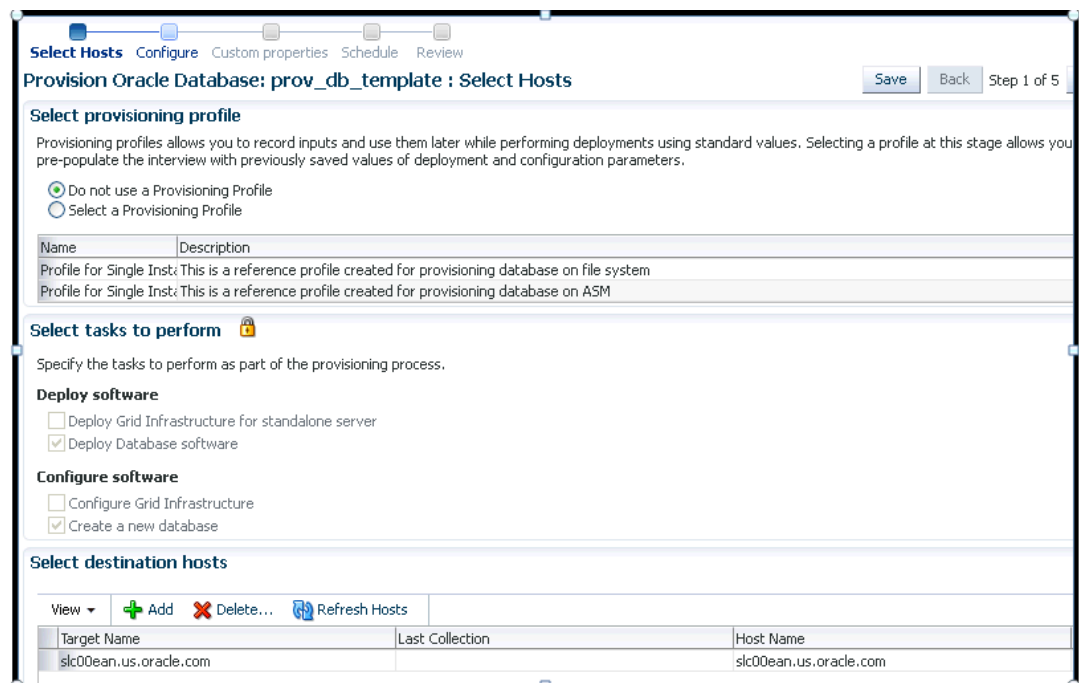 Select Hosts Configure Custom properties Schedule Review
Provision Oracle Database: prov_db_template : Select Hosts Save Back Step 1 of 5
Select provisioning profile
Provisioning profiles allows you to record inputs and use them later while performing deployments using standard values. Selecting a profile at this stage allows you
pre-populate the interview with previously saved values of deployment and configuration parameters.
Do not use a Provisioning Profile
Select a Provisioning Profile
Name Description
Profile for Single Insta This is a reference profile created for provisioning database on file system
Profile for Single Insta This is a reference profile created for provisioning database on ASM
Select tasks to perform
Specify the tasks to perform as part of the provisioning process.
Deploy software
Deploy Grid Infrastructure for standalone server
Deploy Database software
Configure software
Configure Grid Infrastructure
Create a new database
Select destination hosts
View Add Delete... Refresh Hosts
Target Name Last Collection Host Name
slc00ean.us.oracle.com slc00ean.us.oracle.com